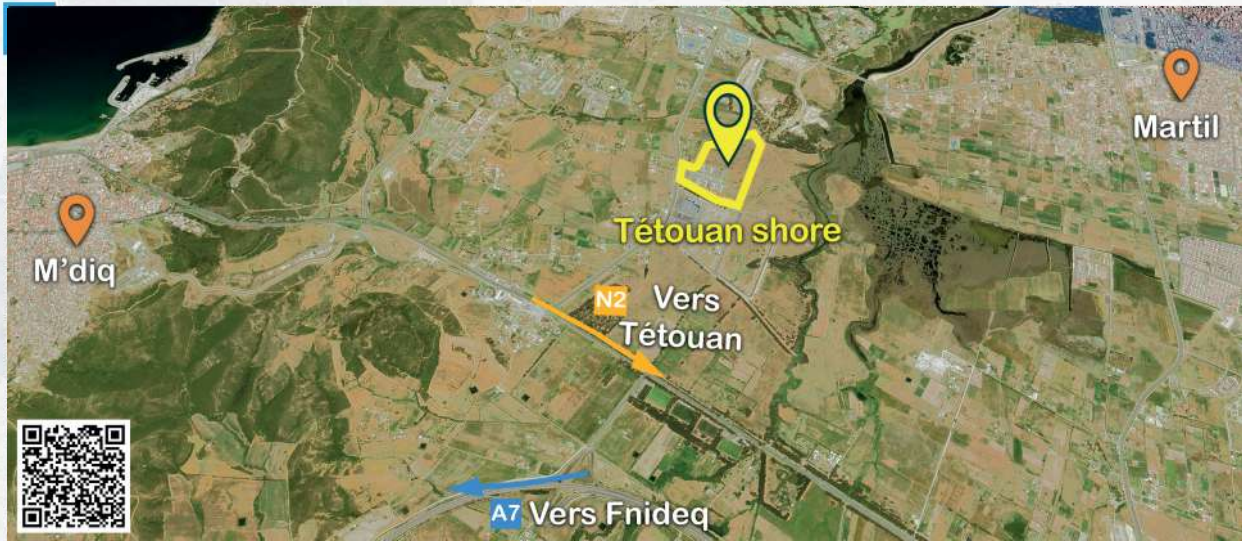 Martil
Tétouan shore
M'diq
N2 Vers
Tétouan
A7 Vers Fnideq